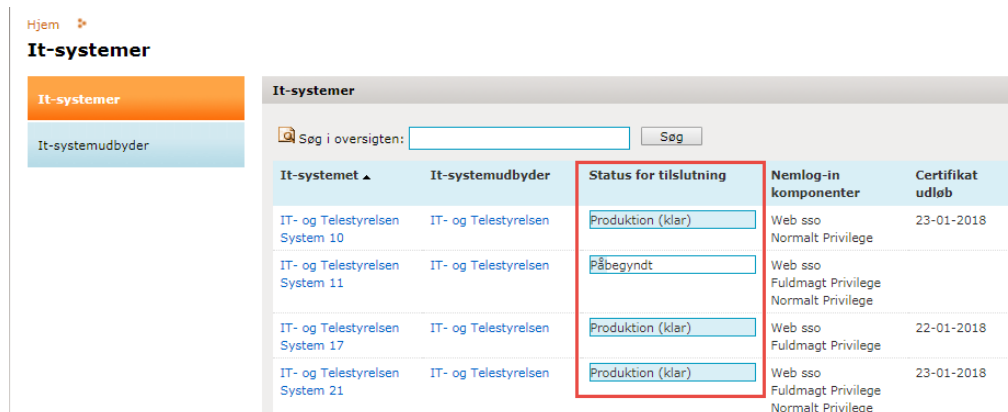 Hjem
It-systemer
It-systemer
It-systemudbyder
It-systemer
Søg i oversigten: Søg
It-systemet It-systemudbyder Status for tilslutning Nemlog-in komponenter Certifikat udløb
IT- og Telestyrelsen System 10 IT- og Telestyrelsen Produktion (klar) Web sso 23-01-2018
Normalt Privilege
IT- og Telestyrelsen System 11 IT- og Telestyrelsen Påbegyndt Web sso
Fuldmagt Privilege
Normalt Privilege
IT- og Telestyrelsen System 17 IT- og Telestyrelsen Produktion (klar) Web sso 22-01-2018
Fuldmagt Privilege
IT- og Telestyrelsen System 21 IT- og Telestyrelsen Produktion (klar) Web sso 23-01-2018
Fuldmagt Privilege
Normalt Privilege